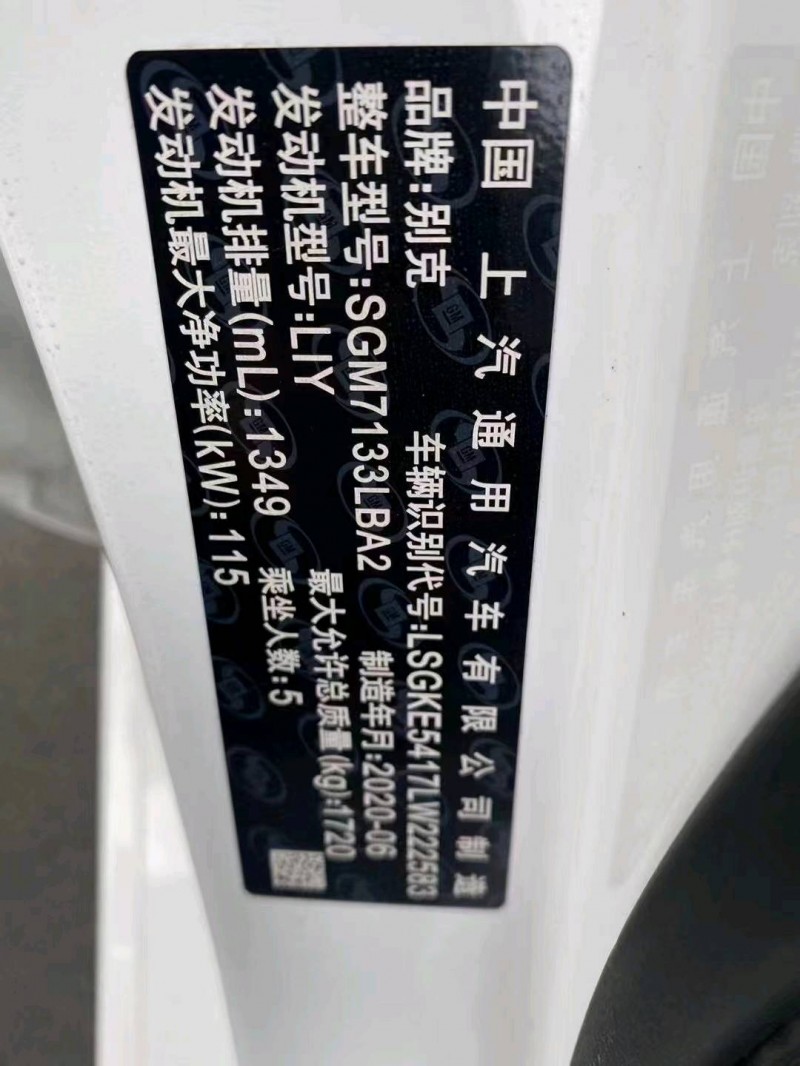 中国 上汽通用汽车有限公司制造
品牌:别克 车辆识别代号:LSGKE5417LW222583
整车型号:SGM7133LBA2 制造年月:2020-06
发动机型号:LIY 最大允许总质量(kg):1720
发动机排量(mL):1349 乘坐人数:5
发动机最大净功率(kW):115
GM